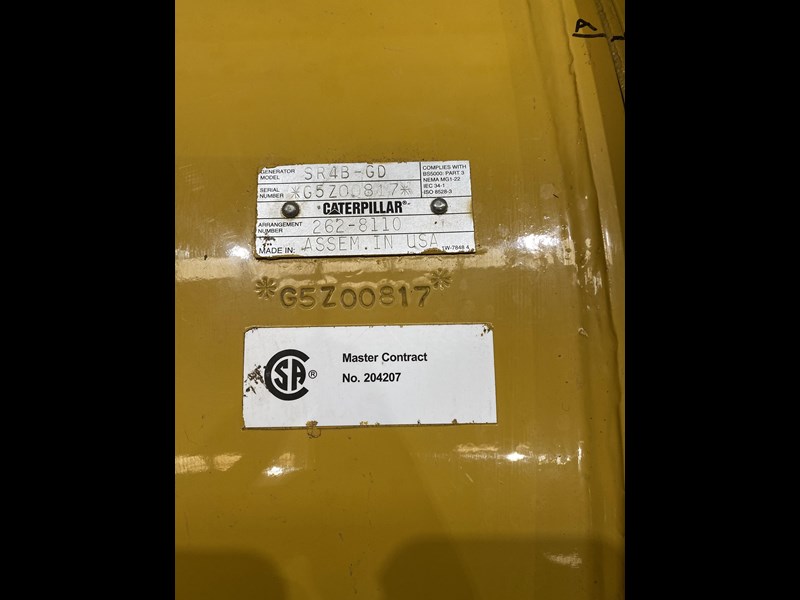 A
GENERATOR MODEL SR4B-GD
SERIAL NUMBER *G5Z00817*
COMPLIES WITH
BS5000: PART 3
NEMA MG1-22
IEC 34-1
ISO 8528-3
CATERPILLAR®
ARRANGEMENT NUMBER 262-8110
MADE IN: ASSEM. IN USA
1W-7848 4
*G5Z00817*
CSA®
Master Contract
No. 204207